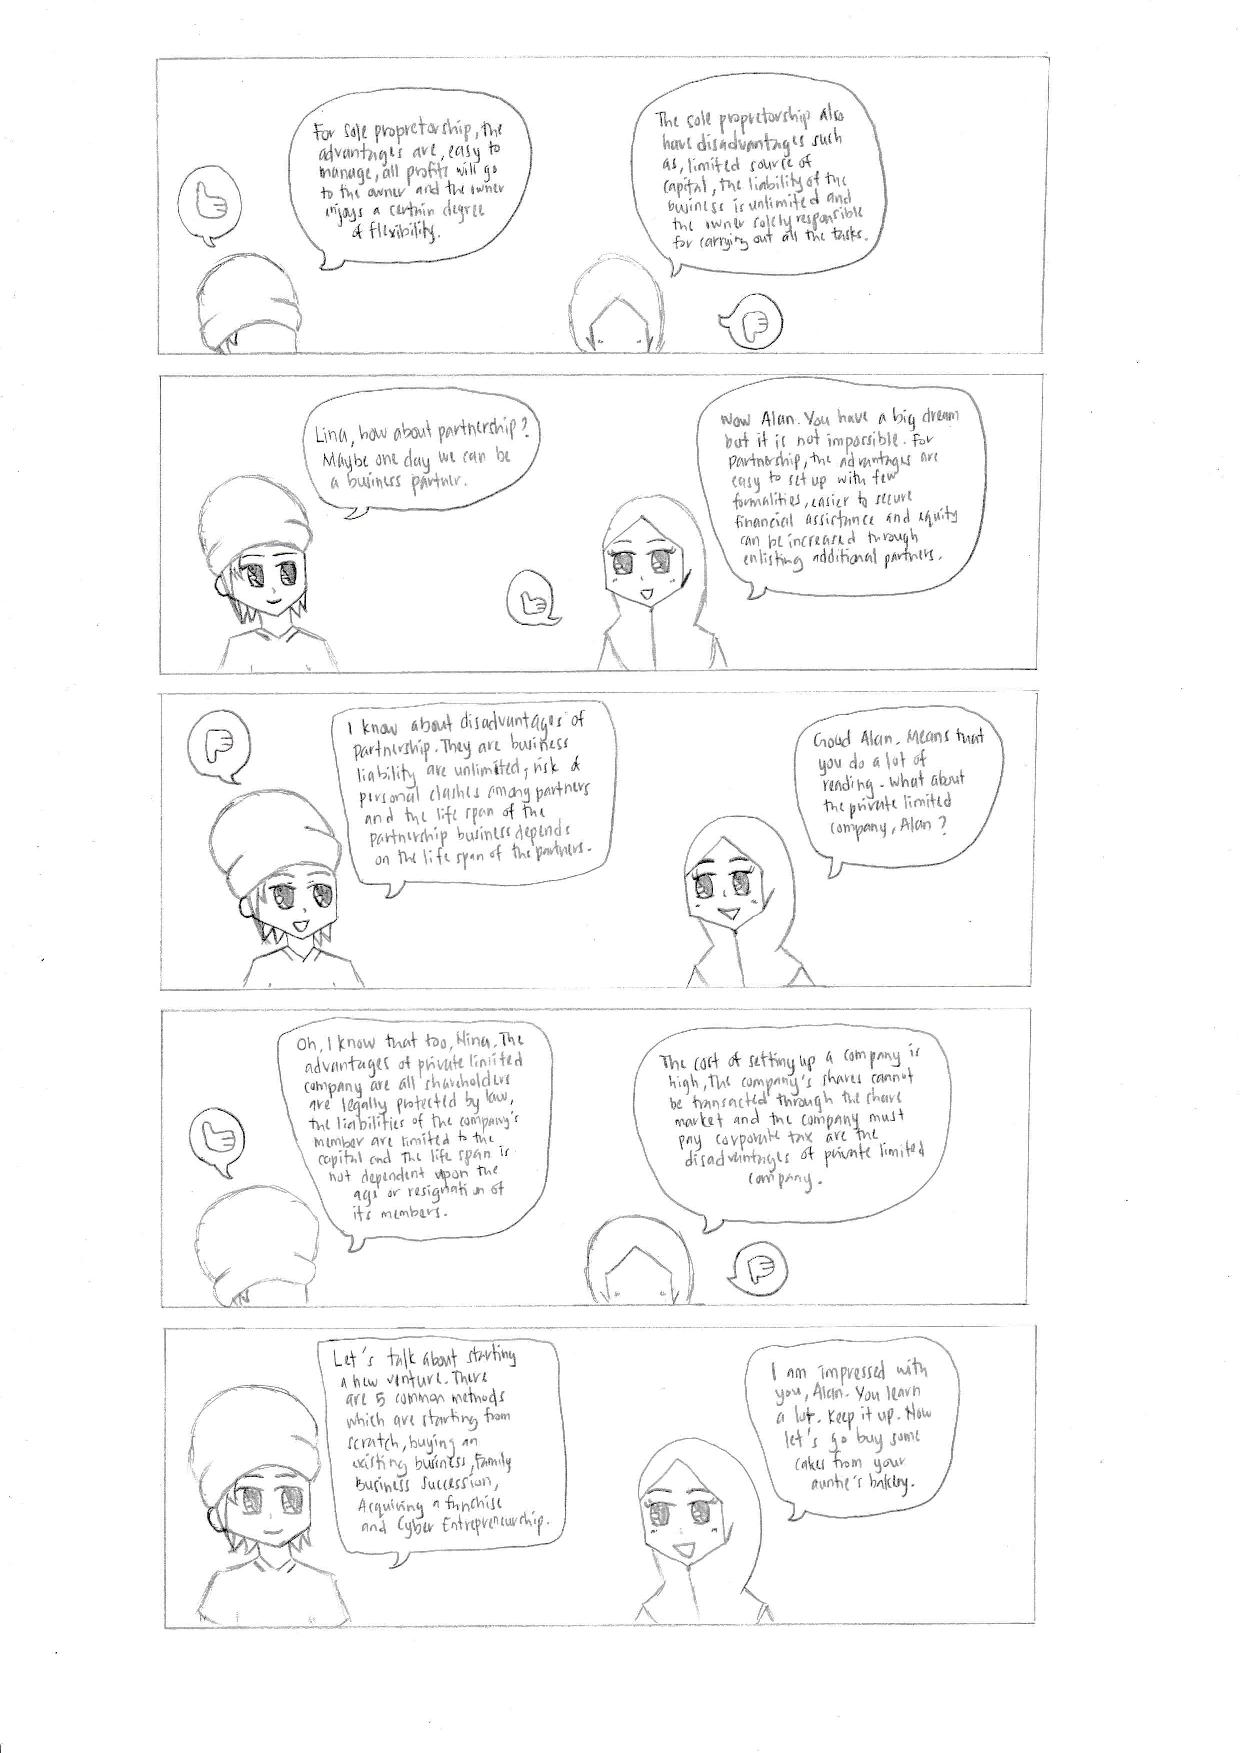 For sole propretorship, the
advantages are, easy to
manage, all profits will go
to the owner and the owner
enjoys a certain degree
of flexibility.
The sole propretorship also
have disadvantages such
as, limited source of
capital, the liability of the
business is unlimited and
the owner solely responsible
for carrying out all the tasks.
Lina, how about partnership?
Maybe one day we can be
a business partner.
Wow Alan. You have a big dream
but it is not impossible. For
partnership, the advantages are
easy to set up with few
formalities, easier to secure
financial assistance and equity
can be increased through
enlisting additional partners.
I know about disadvantages of
partnership. They are business
liability are unlimited, risk of
personal clashes among partners
and the life span of the
partnership business depends
on the life span of the partners.
Good Alan. Means that
you do a lot of
reading. What about
the private limited
company, Alan?
Oh, I know that too, Nina. The
advantages of private limited
company are all shareholders
are legally protected by law,
the liabilities of the company's
member are limited to the
capital and the life span is
not dependent upon the
age or resignation of
its members.
The cost of setting up a company is
high, the company's shares cannot
be transacted through the share
market and the company must
pay corporate tax are the
disadvantages of private limited
company.
Let's talk about starting
a new venture. There
are 5 common methods
which are starting from
scratch, buying an
existing business, Family
Business Succession,
Acquiring a franchise
and Cyber Entrepreneurship.
I am impressed with
you, Alan. You learn
a lot. Keep it up. Now
let's go buy some
cakes from your
auntie's bakery.